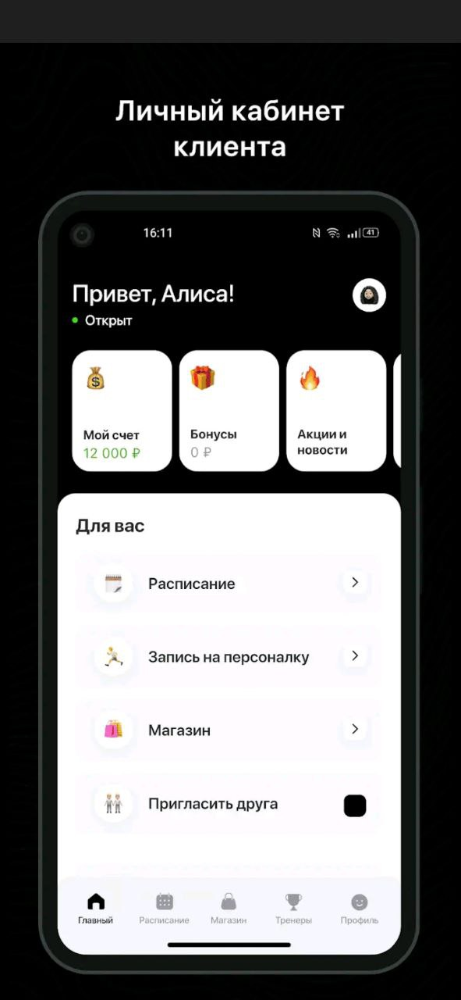 Личный кабинет
клиента
16:11
41
Привет, Алиса!
Открыт
Мой счет
12 000 ₽
Бонусы
0 ₽
Акции и
новости
Для вас
Расписание
Запись на персоналку
Магазин
Пригласить друга
Главный
Расписание
Магазин
Тренеры
Профиль